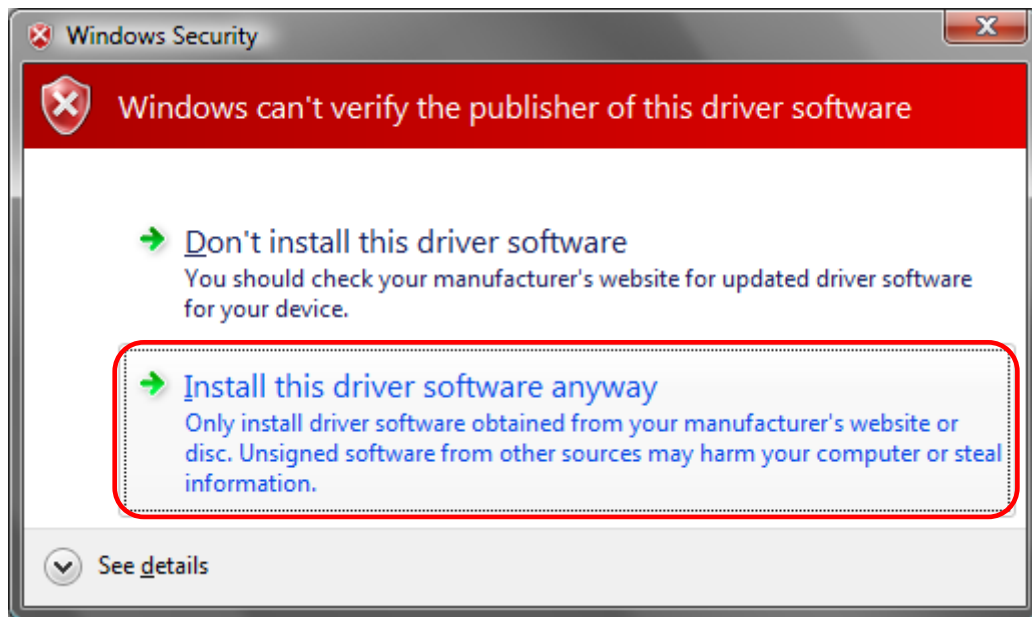 Windows Security
Windows can't verify the publisher of this driver software
Don't install this driver software
You should check your manufacturer's website for updated driver software
for your device.
Install this driver software anyway
Only install driver software obtained from your manufacturer's website or
disc. Unsigned software from other sources may harm your computer or steal
information.
See details